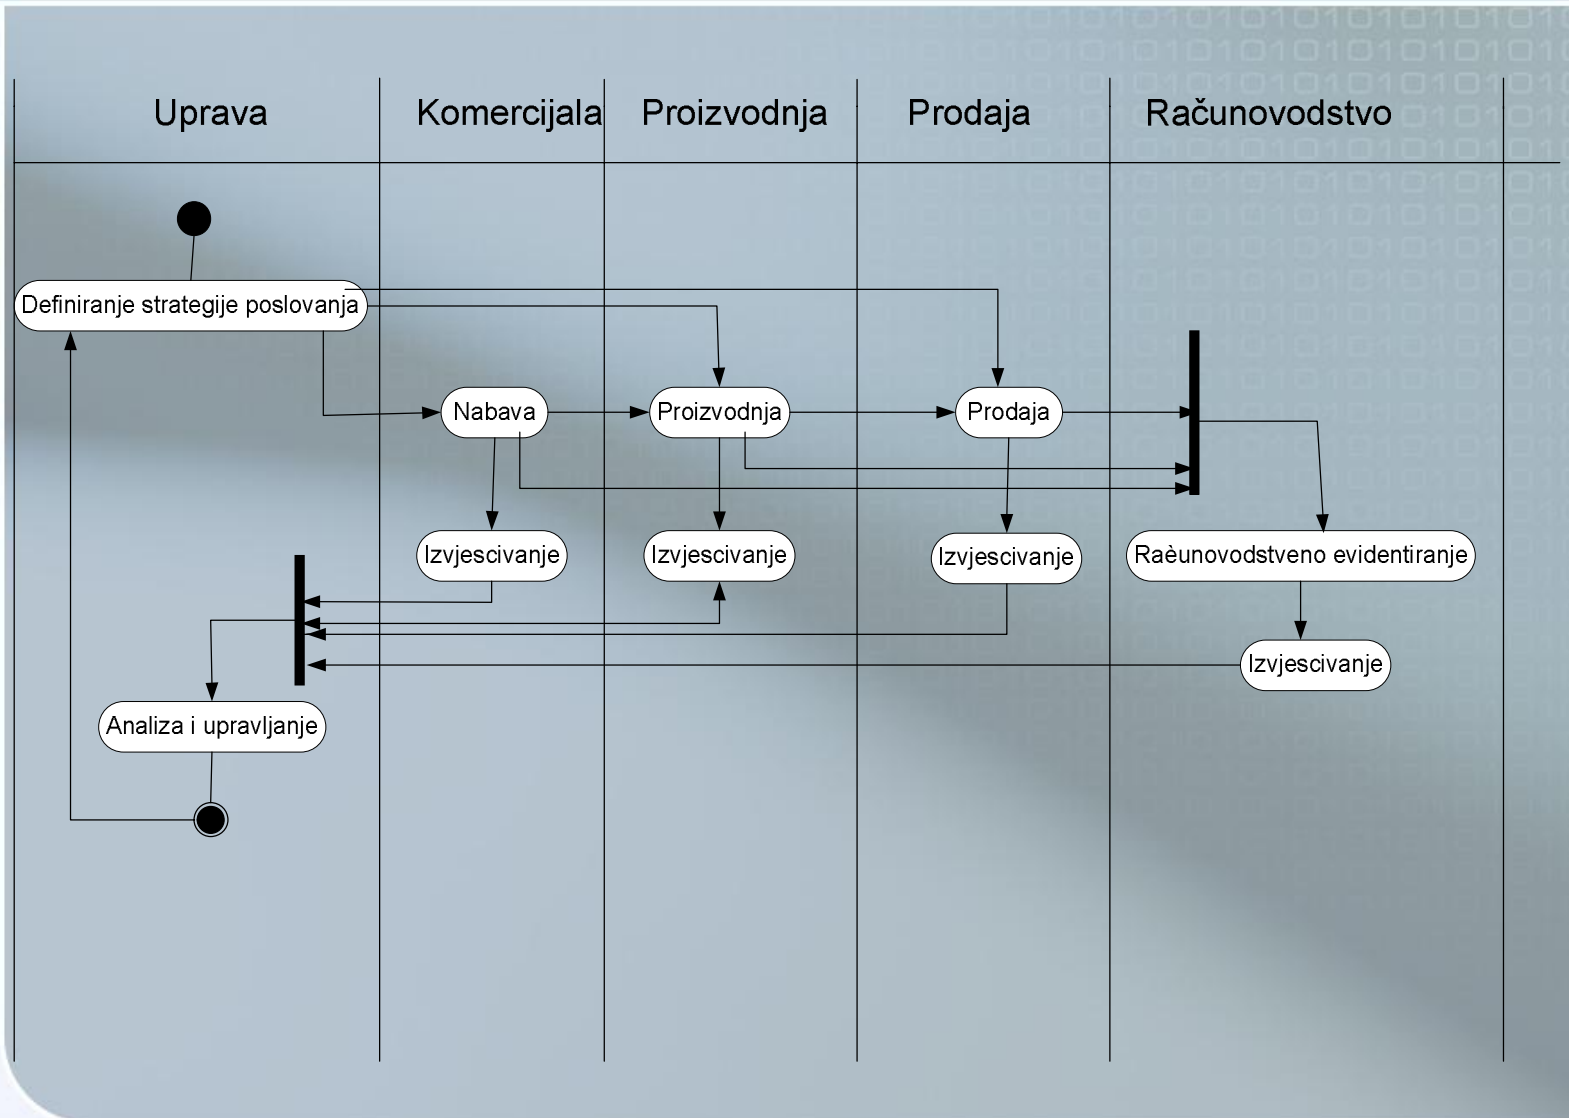 Uprava
Komercijala
Proizvodnja
Prodaja
Računovodstvo
Definiranje strategije poslovanja
Nabava
Proizvodnja
Prodaja
Izvjescivanje
Izvjescivanje
Izvjescivanje
Raèunovodstveno evidentiranje
Izvjescivanje
Analiza i upravljanje